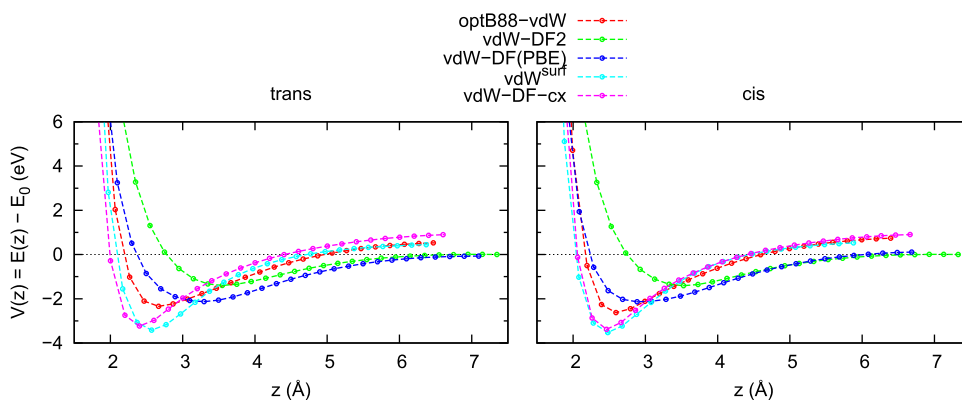 optB88−vdW
vdW−DF2
vdW−DF(PBE)
vdW^surf
vdW−DF−cx
trans
cis
V(z) = E(z) − E₀ (eV)
6
4
2
0
−2
−4
2 3 4 5 6 7
2 3 4 5 6 7
z (Å)
z (Å)